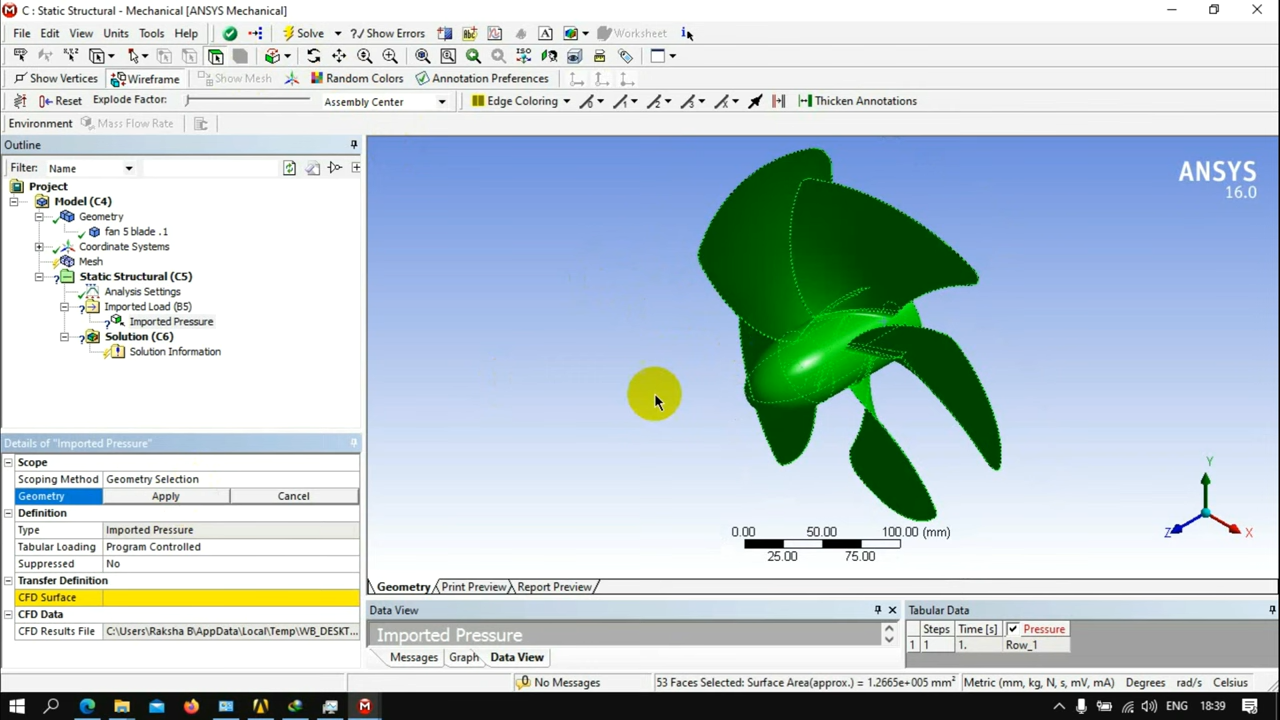 C : Static Structural - Mechanical [ANSYS Mechanical]
File Edit View Units Tools Help Solve ?/ Show Errors Worksheet
Show Vertices Wireframe Show Mesh Random Colors Annotation Preferences
Reset Explode Factor: Assembly Center Edge Coloring Thicken Annotations
Environment Mass Flow Rate
Outline
Filter: Name
Project
Model (C4)
Geometry
fan 5 blade .1
Coordinate Systems
Mesh
Static Structural (C5)
Analysis Settings
Imported Load (B5)
Imported Pressure
Solution (C6)
Solution Information
ANSYS
16.0
Y
Z
X
0.00 50.00 100.00 (mm)
25.00 75.00
Details of "Imported Pressure"
Scope
Scoping Method Geometry Selection
Geometry Apply Cancel
Definition
Type Imported Pressure
Tabular Loading Program Controlled
Suppressed No
Transfer Definition
CFD Surface
CFD Data
CFD Results File C:\Users\Raksha B\AppData\Local\Temp\WB_DESKT...
Geometry Print Preview Report Preview
Data View
Imported Pressure
Messages Graph Data View
Tabular Data
Steps Time [s] Pressure
1 1 1. Row_1
No Messages 53 Faces Selected: Surface Area(approx.) = 1.2665e+005 mm² Metric (mm, kg, N, s, mV, mA) Degrees rad/s Celsius
ENG 18:39